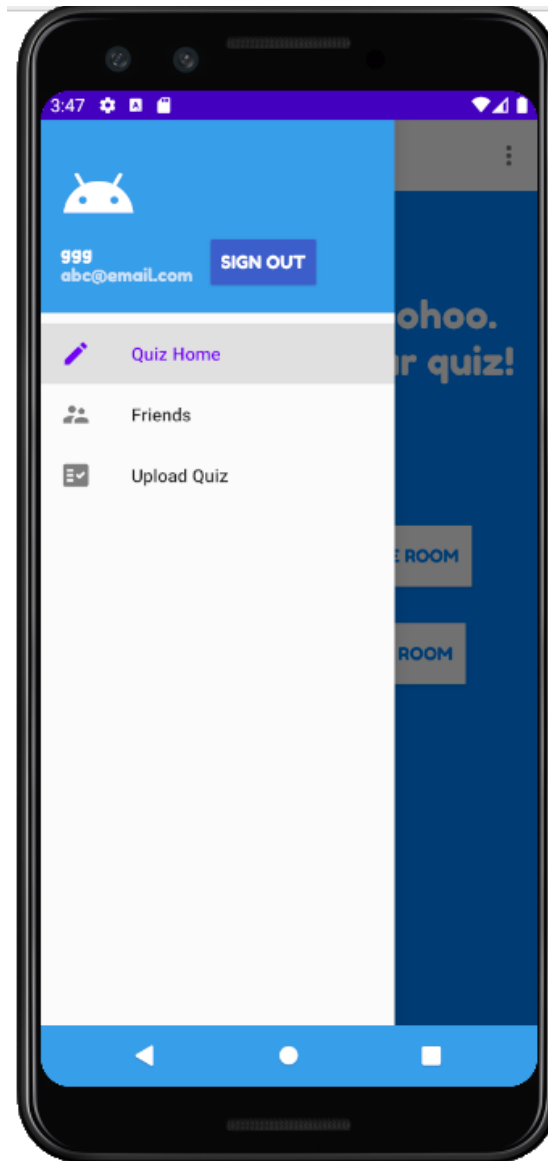 3:47
ggg
abc@email.com
SIGN OUT
ohoo.
r quiz!
Quiz Home
Friends
Upload Quiz
E ROOM
ROOM